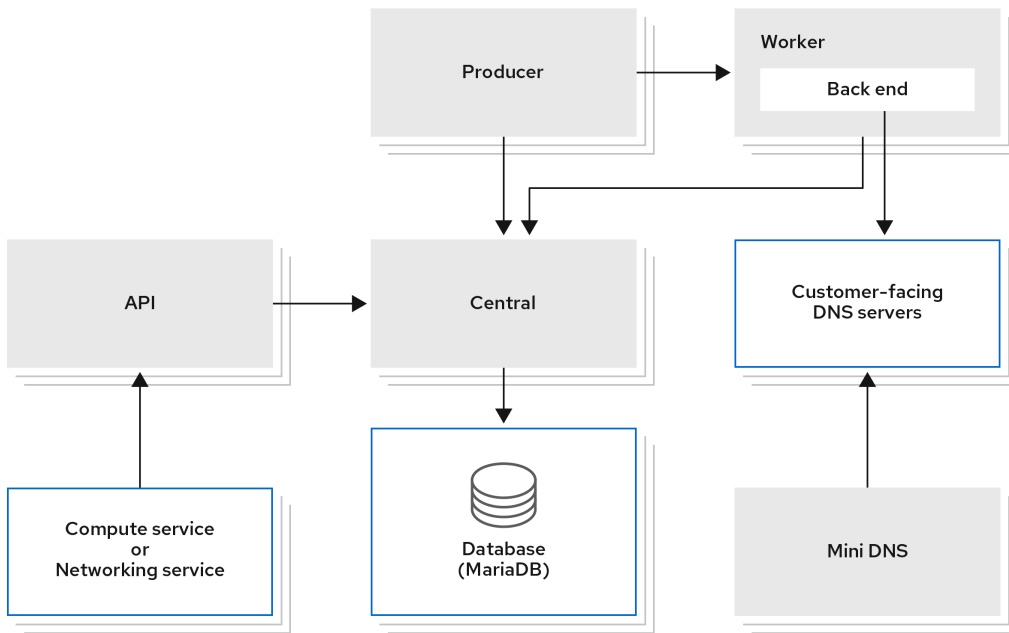 Producer
Worker
Back end
API
Central
Customer-facing
DNS servers
Compute service
or
Networking service
Database
(MariaDB)
Mini DNS